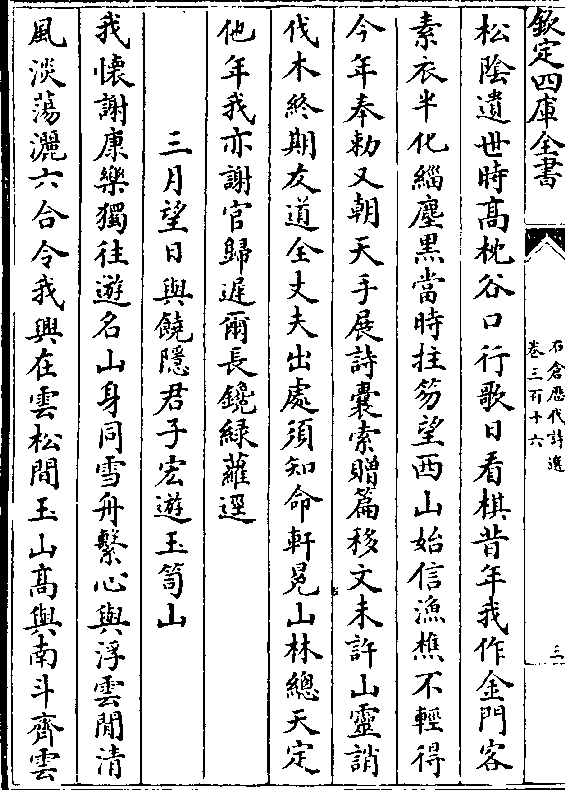 欽定四庫全書
石倉歷代詩選
卷三百十六
三
松陰遺世時髙枕谷口行歌日看棋昔年我作金門客
素衣半化緇塵黒當時拄笏望西山始信漁樵不輕得
今年奉勅又朝天手展詩囊索贈篇移文未許山靈誚
伐木終期友道全丈夫出處須知命軒冕山林總天定
他年我亦謝官歸遲爾長鑱緑蘿逕
三月望日與饒隱君子宏遊玉笥山
我懷謝康樂獨往遊名山身同雪舟繫心與浮雲閒清
風淡蕩灑六合令我興在雲松間玉山髙與南斗齊雲